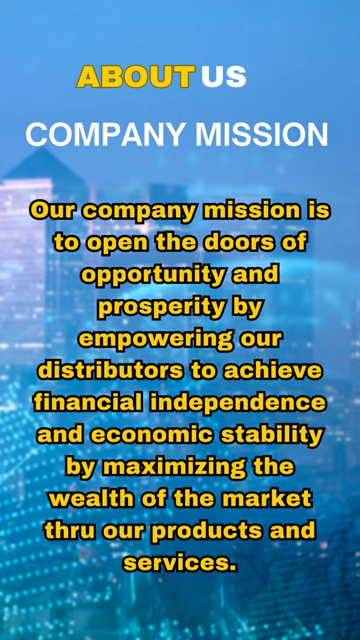 ABOUT US
COMPANY MISSION
Our company mission is
to open the doors of
opportunity and
prosperity by
empowering our
distributors to achieve
financial independence
and economic stability
by maximizing the
wealth of the market
thru our products and
services.